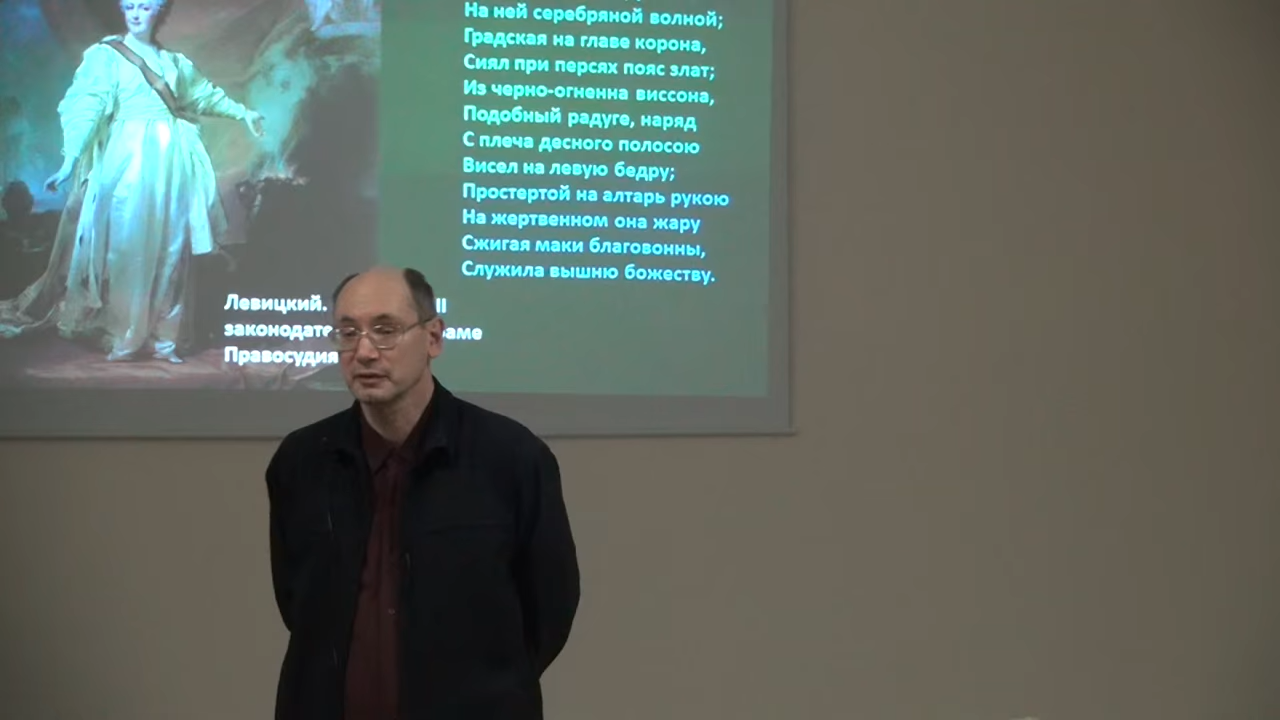 На ней серебряной волной;
Градская на главе корона,
Сиял при персях пояс злат;
Из черно-огненна виссона,
Подобный радуге, наряд
С плеча десного полосою
Висел на левую бедру;
Простертой на алтарь рукою
На жертвенном она жару
Сжигая маки благовонны,
Служила вышню божеству.
Левицкий. II
Правосудия